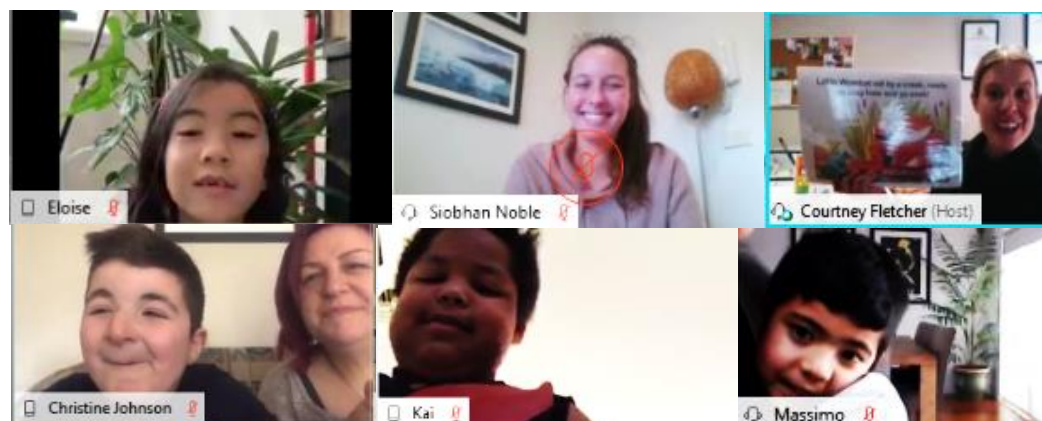 Little Wombat sat by a creek, ready
Eloise
Siobhan Noble
Courtney Fletcher (Host)
Christine Johnson
Kai
Massimo